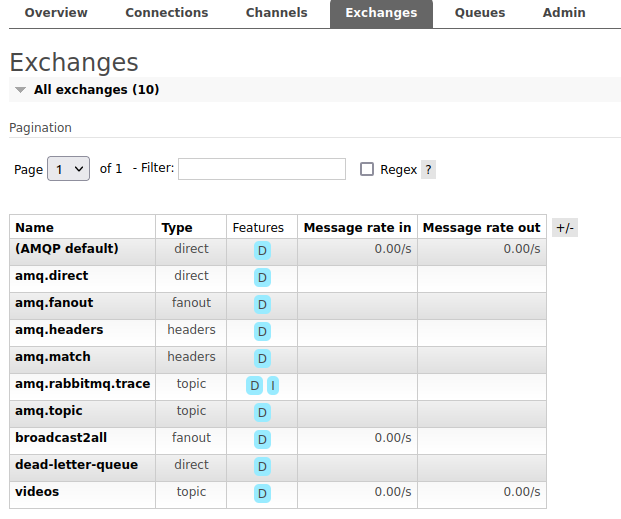 Overview Connections Channels Exchanges Queues Admin
Exchanges
All exchanges (10)
Pagination
Page 1 of 1 - Filter: Regex ?
Name Type Features Message rate in Message rate out +/-
(AMQP default) direct D 0.00/s 0.00/s
amq.direct direct D
amq.fanout fanout D
amq.headers headers D
amq.match headers D
amq.rabbitmq.trace topic D I
amq.topic topic D
broadcast2all fanout D 0.00/s
dead-letter-queue direct D
videos topic D 0.00/s 0.00/s